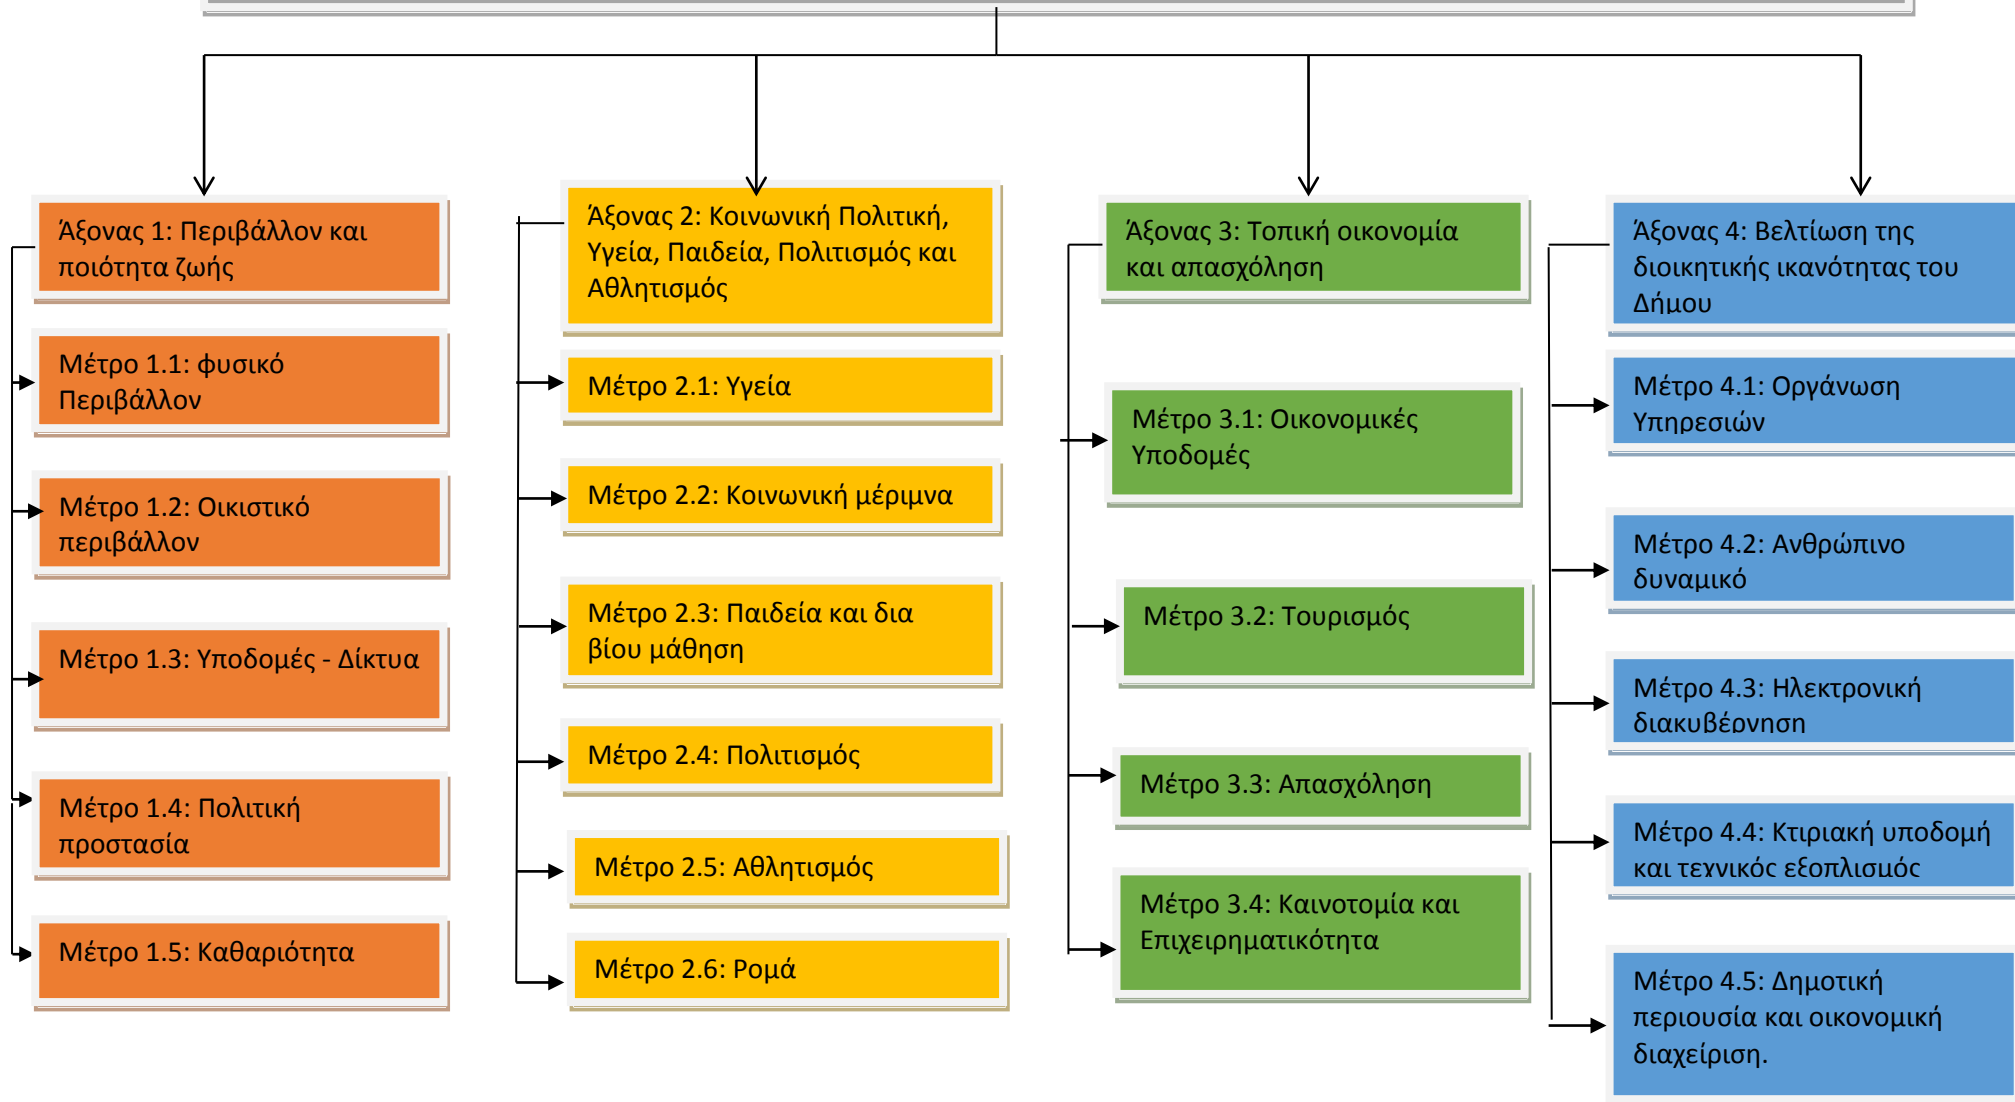 Άξονας 1: Περιβάλλον και
ποιότητα ζωής
Μέτρο 1.1: φυσικό
Περιβάλλον
Μέτρο 1.2: Οικιστικό
περιβάλλον
Μέτρο 1.3: Υποδομές - Δίκτυα
Μέτρο 1.4: Πολιτική
προστασία
Μέτρο 1.5: Καθαριότητα
Άξονας 2: Κοινωνική Πολιτική,
Υγεία, Παιδεία, Πολιτισμός και
Αθλητισμός
Μέτρο 2.1: Υγεία
Μέτρο 2.2: Κοινωνική μέριμνα
Μέτρο 2.3: Παιδεία και δια
βίου μάθηση
Μέτρο 2.4: Πολιτισμός
Μέτρο 2.5: Αθλητισμός
Μέτρο 2.6: Ρομά
Άξονας 3: Τοπική οικονομία
και απασχόληση
Μέτρο 3.1: Οικονομικές
Υποδομές
Μέτρο 3.2: Τουρισμός
Μέτρο 3.3: Απασχόληση
Μέτρο 3.4: Καινοτομία και
Επιχειρηματικότητα
Άξονας 4: Βελτίωση της
διοικητικής ικανότητας του
Δήμου
Μέτρο 4.1: Οργάνωση
Υπηρεσιών
Μέτρο 4.2: Ανθρώπινο
δυναμικό
Μέτρο 4.3: Ηλεκτρονική
διακυβέρνηση
Μέτρο 4.4: Κτιριακή υποδομή
και τεχνικός εξοπλισμός
Μέτρο 4.5: Δημοτική
περιουσία και οικονομική
διαχείριση.